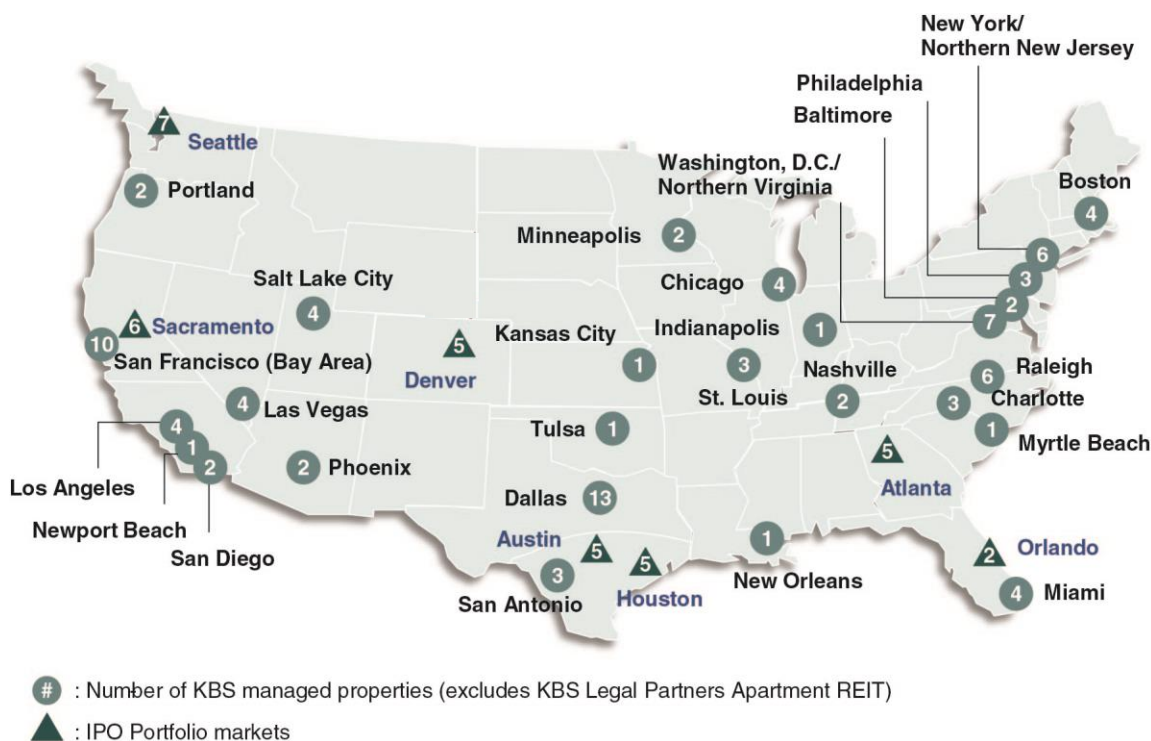 New York/
Northern New Jersey
Philadelphia
Baltimore
Washington, D.C./
Northern Virginia
Boston
4
7
Seattle
2
Portland
Minneapolis
2
6
Chicago
4
3
2
7
Salt Lake City
4
6
Sacramento
10
San Francisco (Bay Area)
5
Denver
Kansas City
1
Indianapolis
1
3
St. Louis
Nashville
2
6
Raleigh
3
Charlotte
1
Myrtle Beach
4
Las Vegas
4
1
2
Los Angeles
Newport Beach
San Diego
2
Phoenix
Tulsa
1
Dallas
13
5
Atlanta
Austin
5
5
Houston
3
San Antonio
1
New Orleans
2
Orlando
4
Miami
# : Number of KBS managed properties (excludes KBS Legal Partners Apartment REIT)
: IPO Portfolio markets